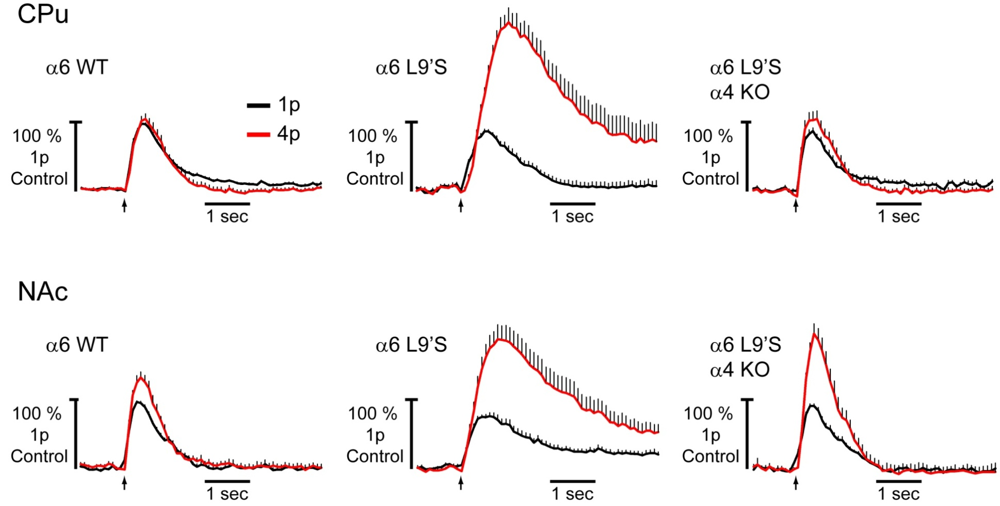 CPu
α6 WT
1p
4p
100 %
1p
Control
1 sec
α6 L9’S
100 %
1p
Control
1 sec
α6 L9’S
α4 KO
100 %
1p
Control
1 sec
NAc
α6 WT
100 %
1p
Control
1 sec
α6 L9’S
100 %
1p
Control
1 sec
α6 L9’S
α4 KO
100 %
1p
Control
1 sec